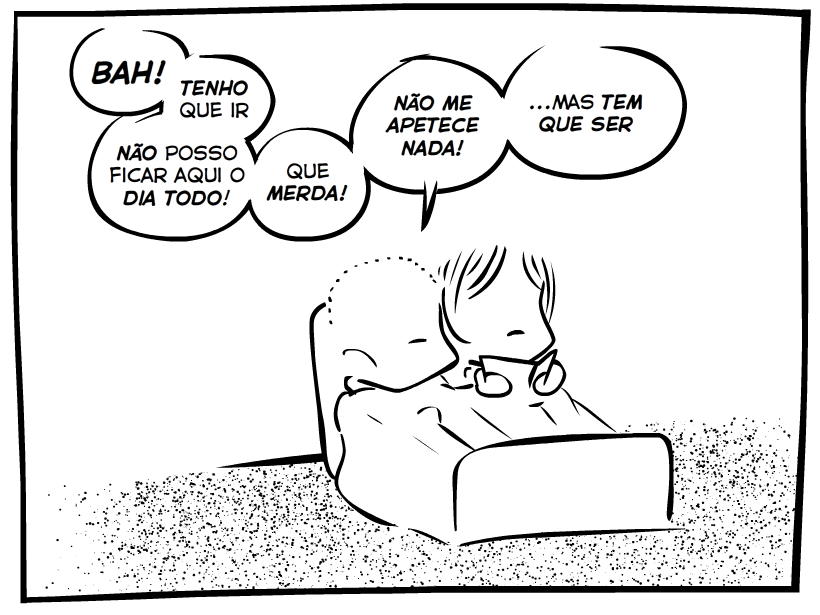 BAH!
TENHO
QUE IR
NÃO POSSO
FICAR AQUI O
DIA TODO!
QUE
MERDA!
NÃO ME
APETECE
NADA!
...MAS TEM
QUE SER